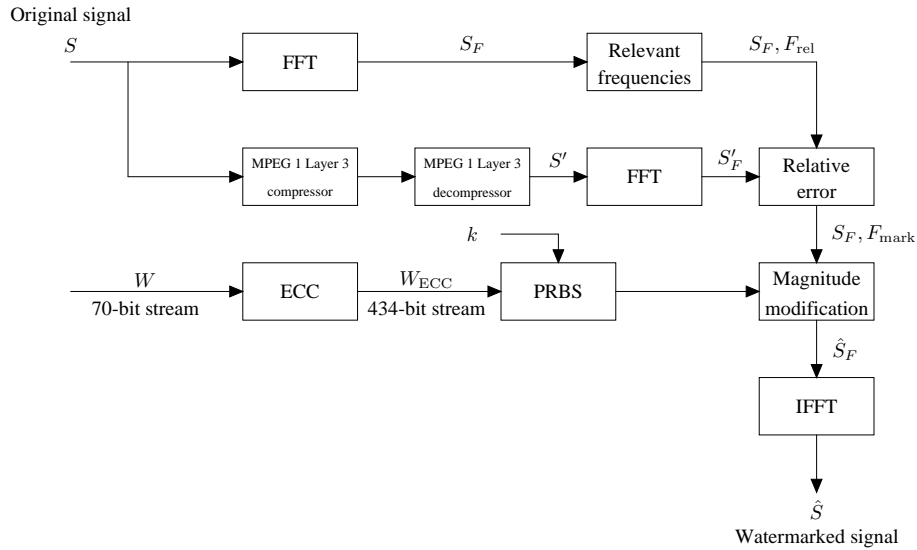 Original signal
S
FFT
S_F
Relevant
frequencies
S_F, F_rel
MPEG 1 Layer 3
compressor
MPEG 1 Layer 3
decompressor
S′
FFT
S′_F
Relative
error
S_F, F_mark
k
W
70-bit stream
ECC
W_ECC
434-bit stream
PRBS
Magnitude
modification
Ŝ_F
IFFT
Ŝ
Watermarked signal